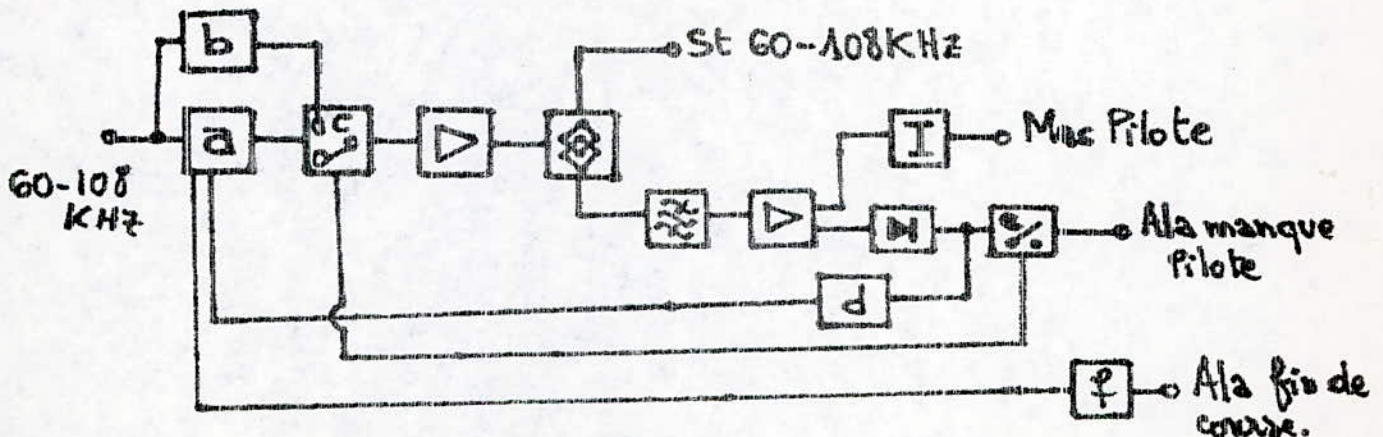 b
St 60-108KHz
a
c
I
Mes Pilote
60-108
KHz
Ala manque
Pilote
d
f
Ala fin de
course.